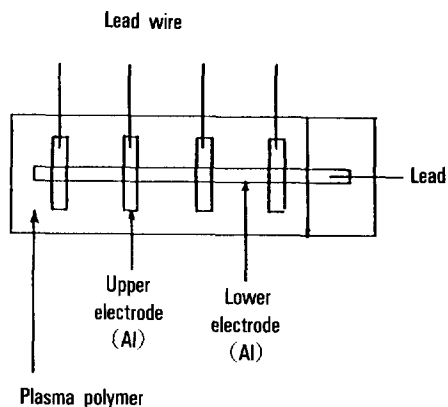 Lead wire
Lead
Upper
electrode
(Al)
Lower
electrode
(Al)
Plasma polymer